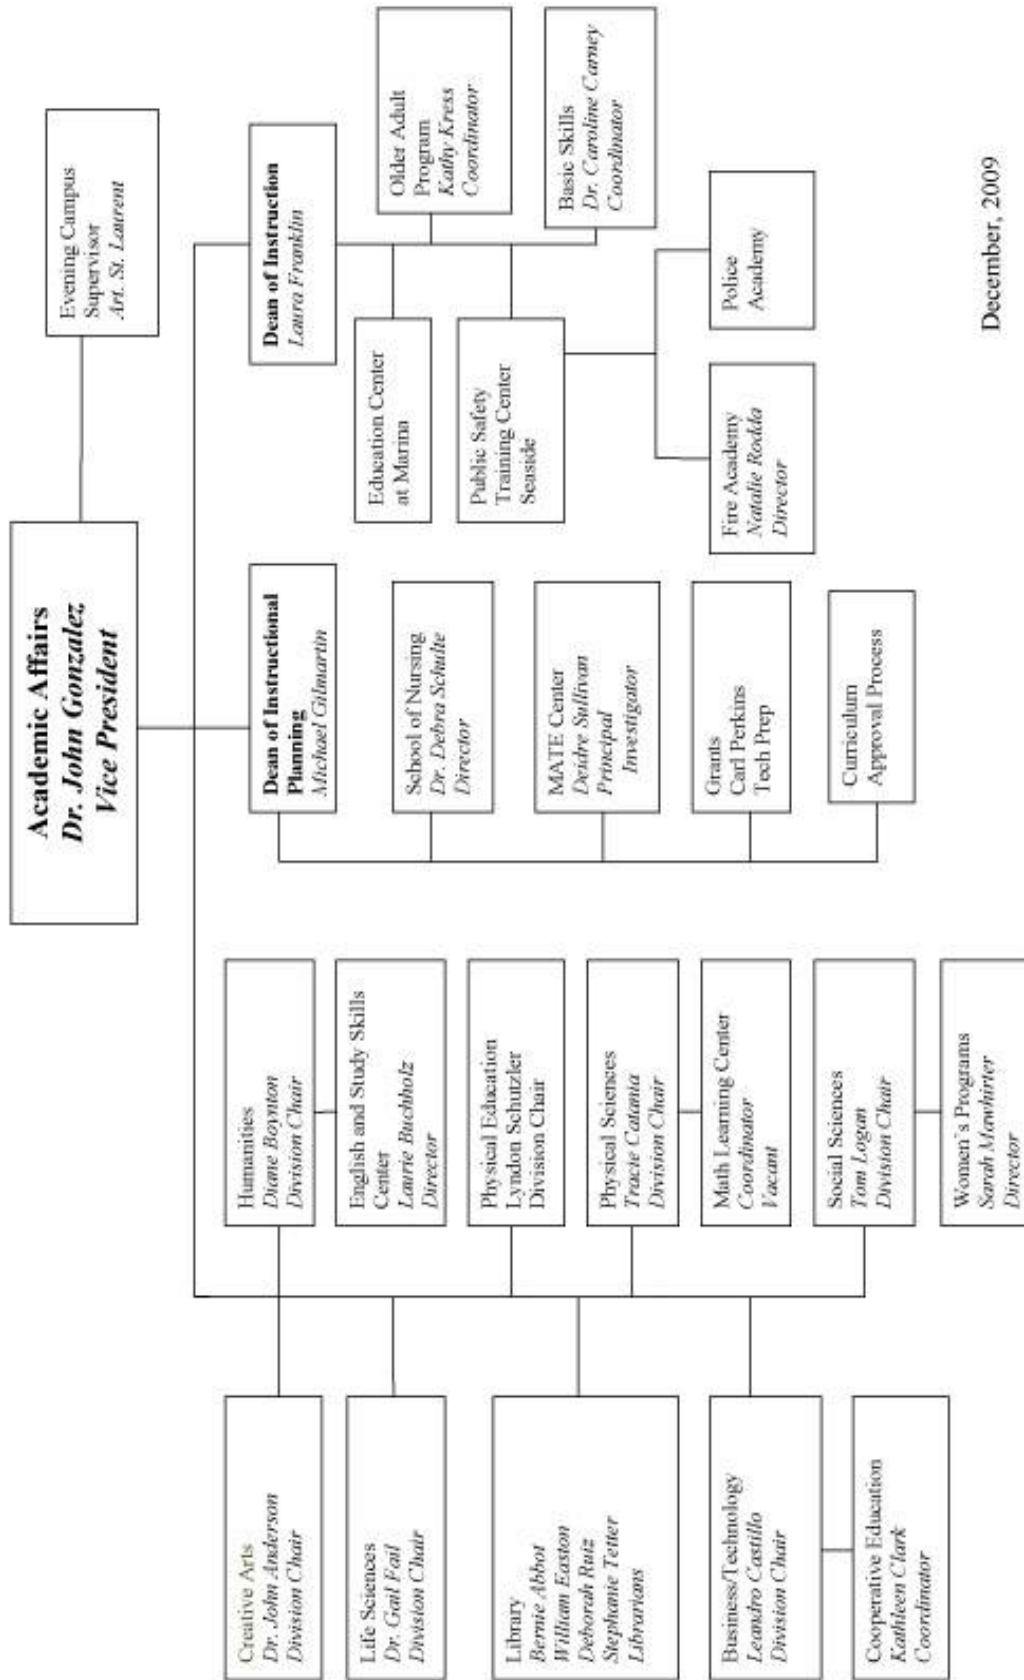 Academic Affairs
Dr. John Gonzalez
Vice President
Evening Campus
Supervisor
Art. St. Laurent
Creative Arts
Dr. John Anderson
Division Chair
Life Sciences
Dr. Gail Fail
Division Chair
Library
Bernie Abbot
William Easton
Deborah Ruiz
Stephanie Tetter
Librarians
Business/Technology
Leandro Castillo
Division Chair
Cooperative Education
Kathleen Clark
Coordinator
Humanities
Diane Boynton
Division Chair
English and Study Skills
Center
Laurie Buchholz
Director
Physical Education
Lyndon Schutzler
Division Chair
Physical Sciences
Tracie Catania
Division Chair
Math Learning Center
Coordinator
Vacant
Social Sciences
Tom Logan
Division Chair
Women`s Programs
Sarah Mawhirter
Director
Dean of Instructional
Planning
Michael Gilmartin
School of Nursing
Dr. Debra Schulte
Director
MATE Center
Deidre Sullivan
Principal
Investigator
Grants
Carl Perkins
Tech Prep
Curriculum
Approval Process
Dean of Instruction
Laura Franklin
Education Center
at Marina
Older Adult
Program
Kathy Kress
Coordinator
Public Safety
Training Center
Seaside
Basic Skills
Dr. Caroline Carney
Coordinator
Fire Academy
Natalie Rodda
Director
Police
Academy
December, 2009